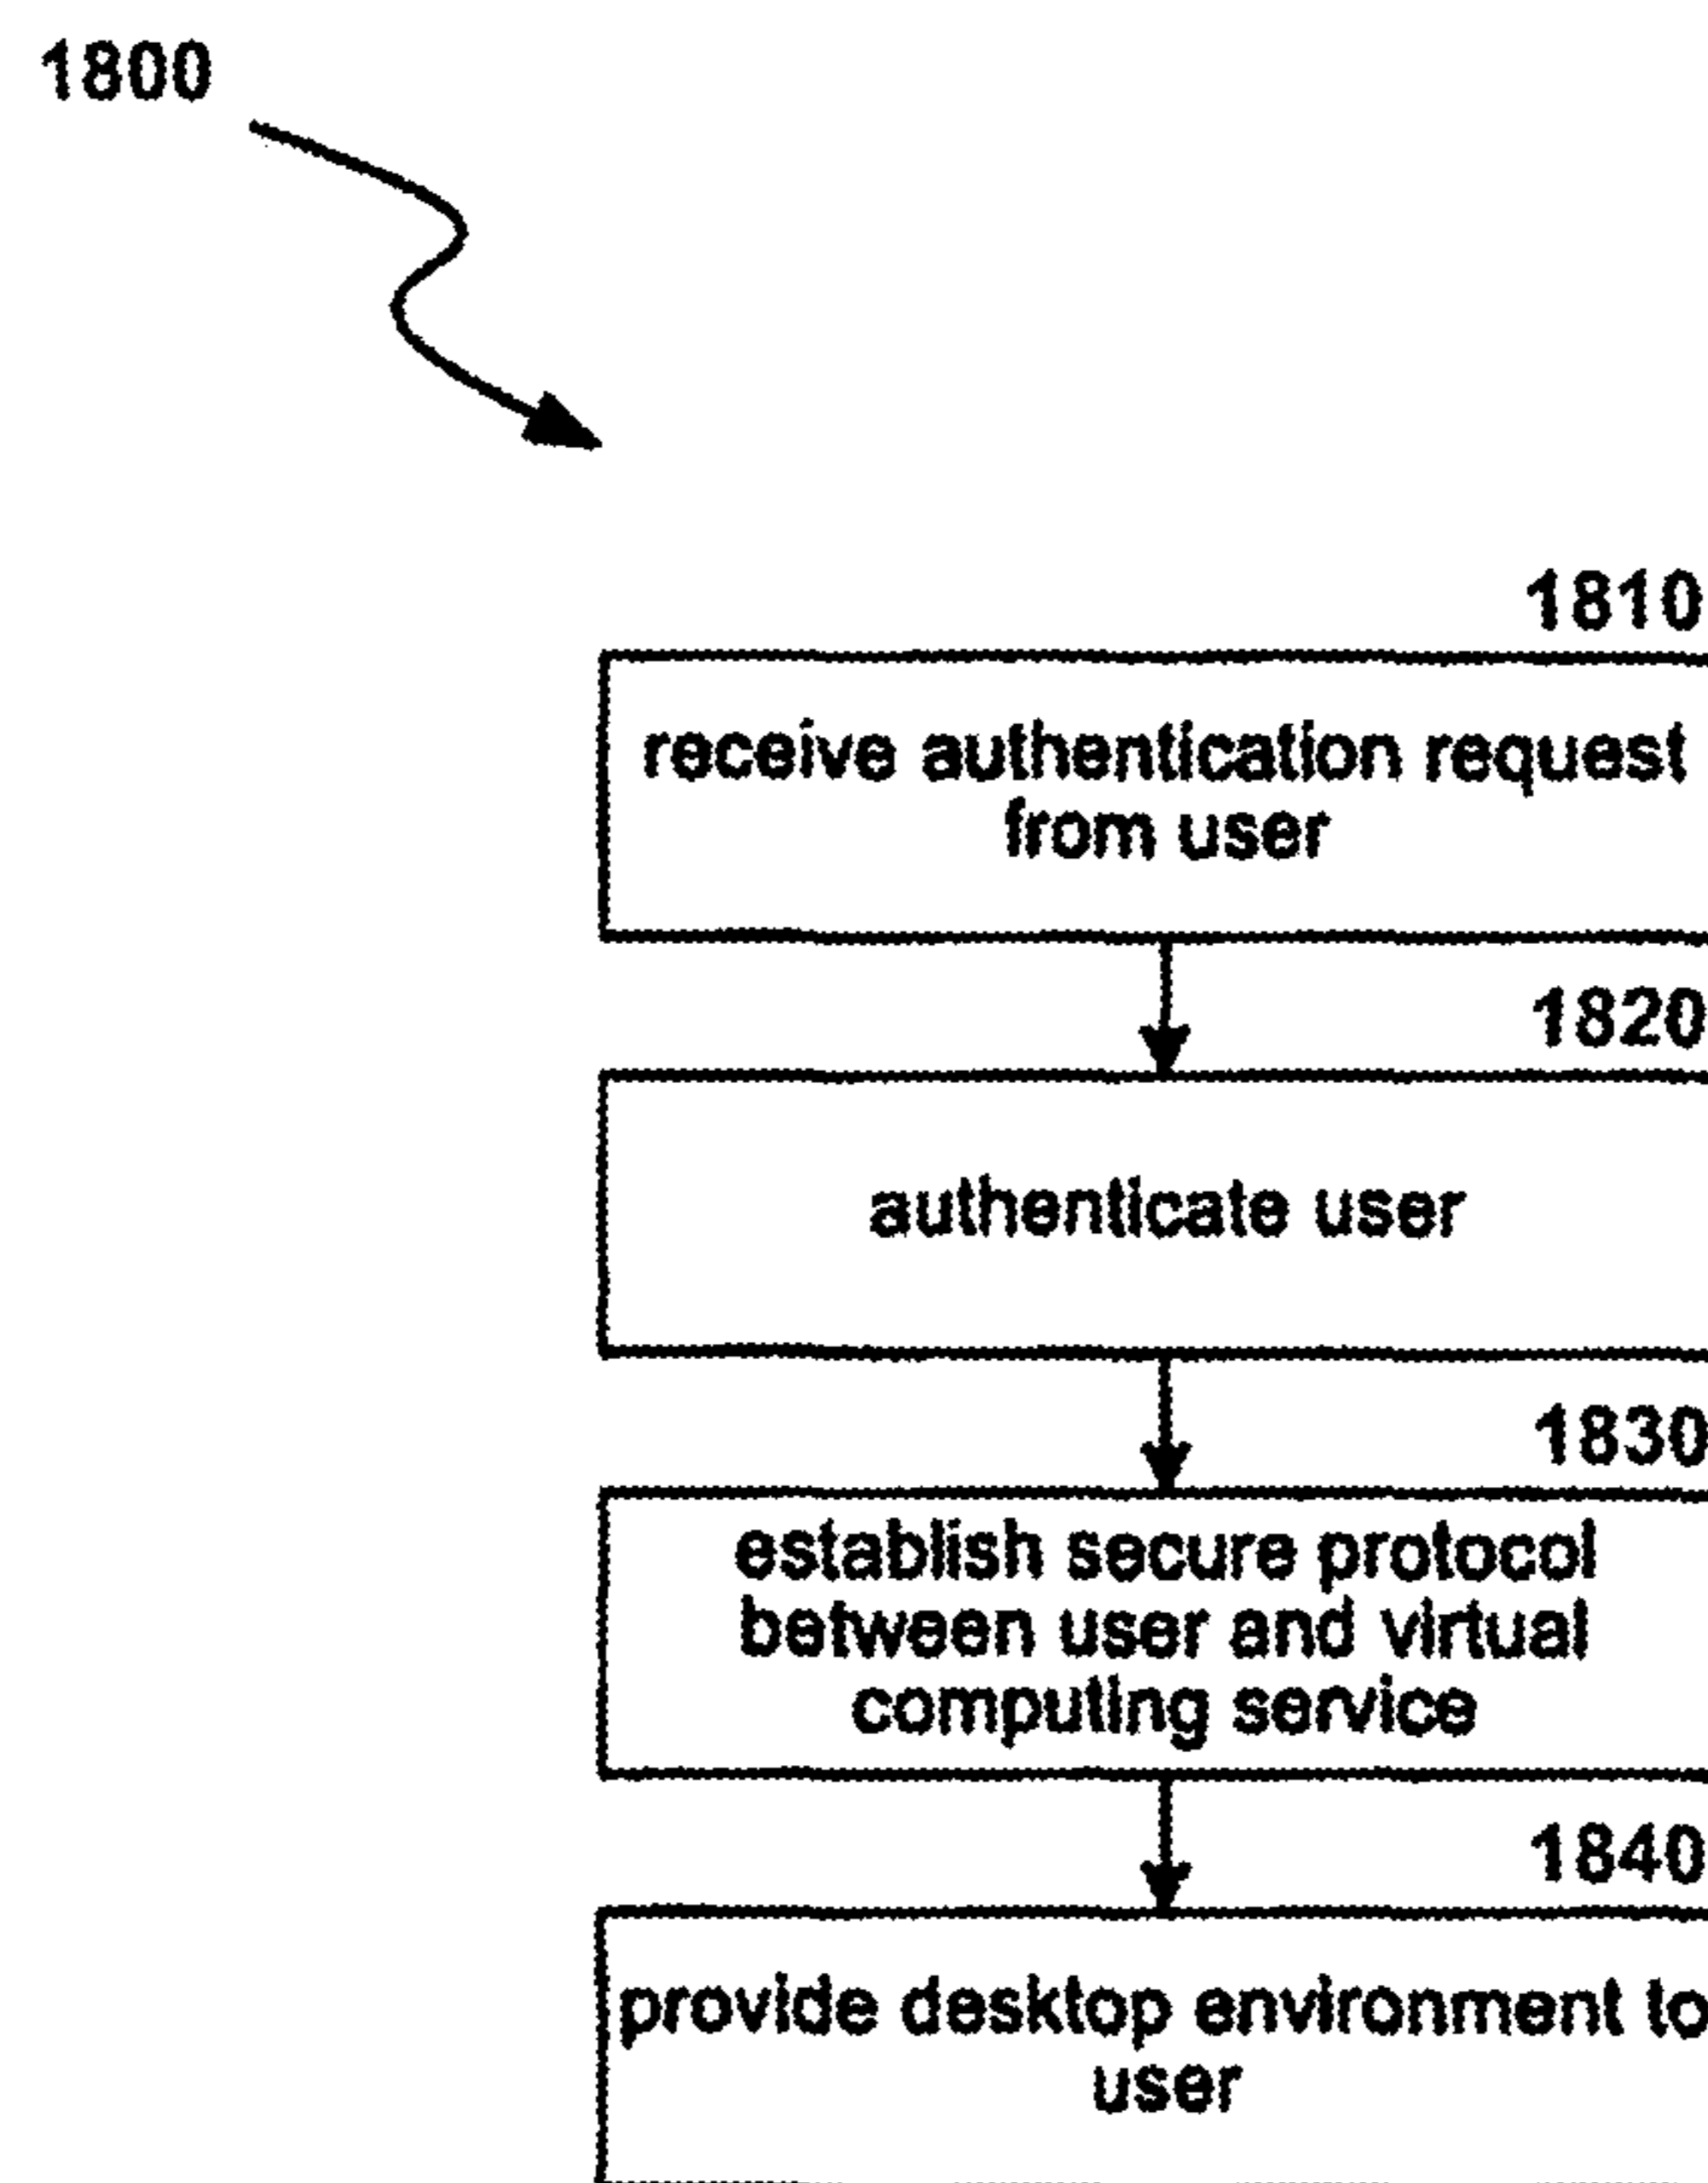 1800
1810
receive authentication request
from user
1820
authenticate user
1830
establish secure protocol
between user and virtual
computing service
1840
provide desktop environment to
user